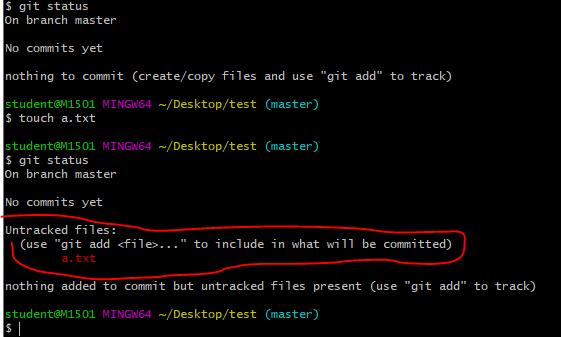 $ git status
On branch master
No commits yet
nothing to commit (create/copy files and use "git add" to track)
student@M1501 MINGW64 ~/Desktop/test (master)
$ touch a.txt
student@M1501 MINGW64 ~/Desktop/test (master)
$ git status
On branch master
No commits yet
Untracked files:
(use "git add <file>..." to include in what will be committed)
a.txt
nothing added to commit but untracked files present (use "git add" to track)
student@M1501 MINGW64 ~/Desktop/test (master)
$